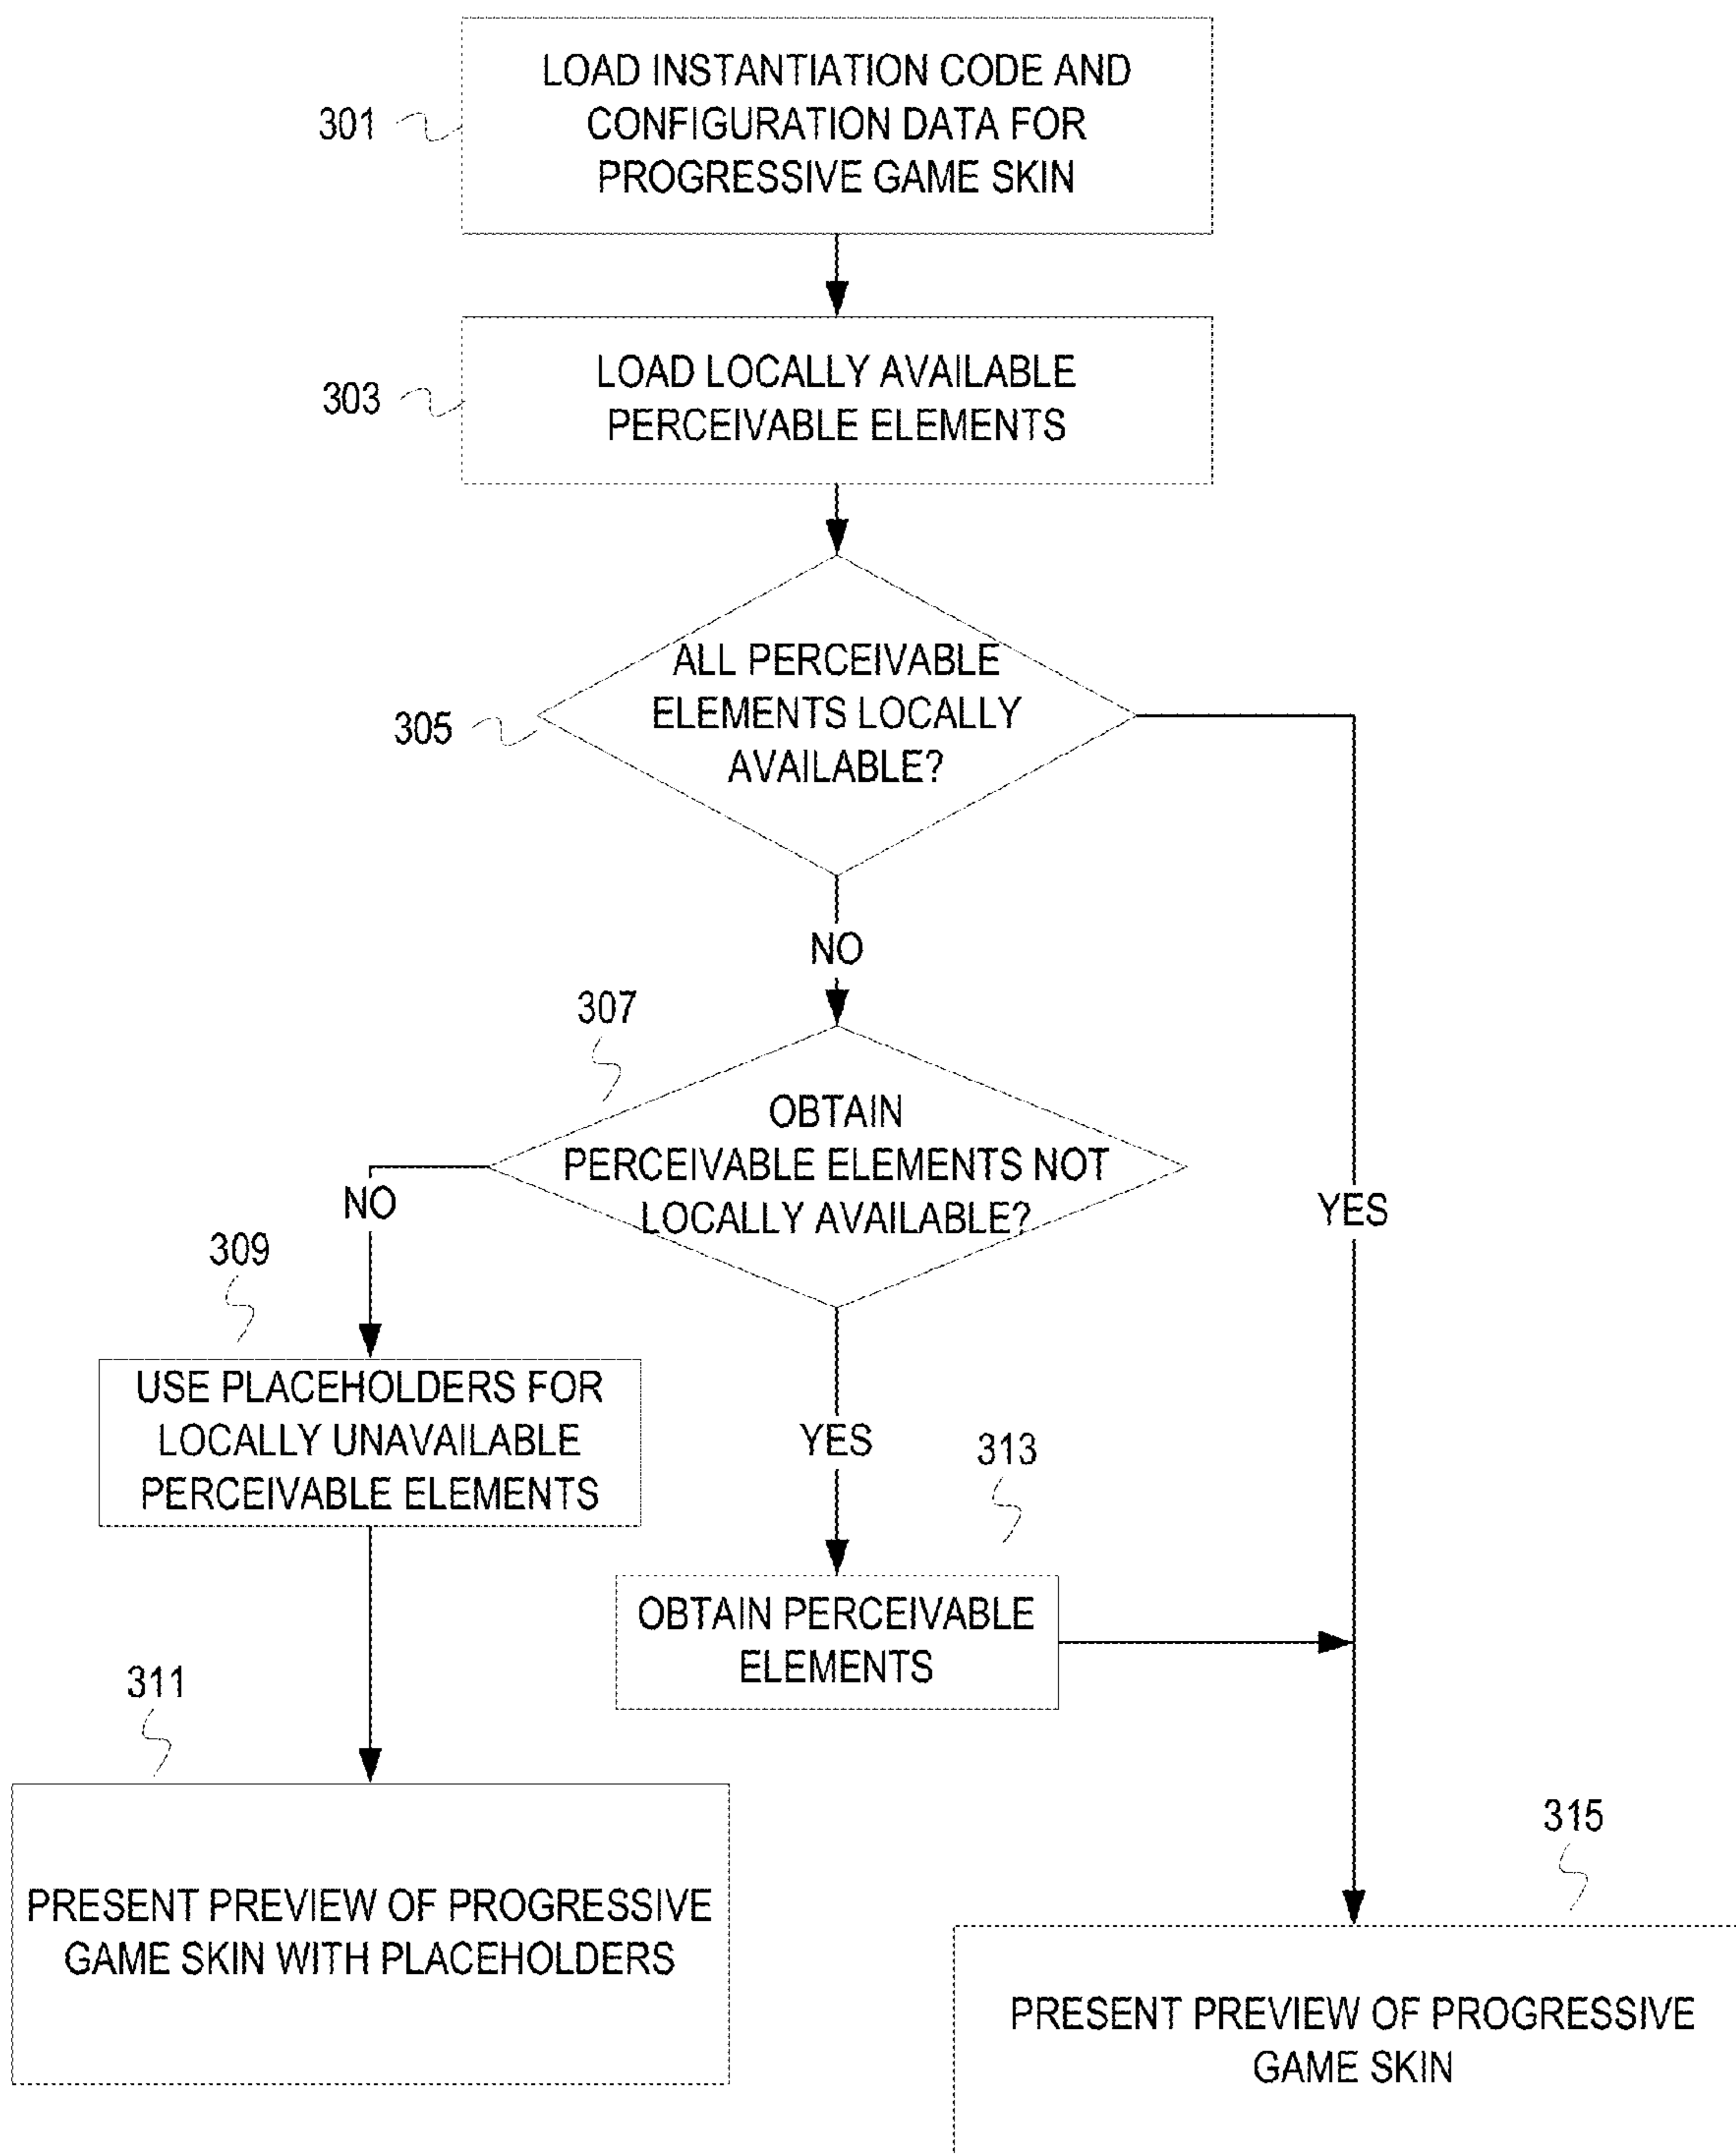 LOAD INSTANTIATION CODE AND
CONFIGURATION DATA FOR
PROGRESSIVE GAME SKIN
301
LOAD LOCALLY AVAILABLE
PERCEIVABLE ELEMENTS
303
ALL PERCEIVABLE
ELEMENTS LOCALLY
AVAILABLE?
305
NO
307
OBTAIN
PERCEIVABLE ELEMENTS NOT
LOCALLY AVAILABLE?
NO
YES
309
USE PLACEHOLDERS FOR
LOCALLY UNAVAILABLE
PERCEIVABLE ELEMENTS
YES
313
OBTAIN PERCEIVABLE
ELEMENTS
311
PRESENT PREVIEW OF PROGRESSIVE
GAME SKIN WITH PLACEHOLDERS
315
PRESENT PREVIEW OF PROGRESSIVE
GAME SKIN